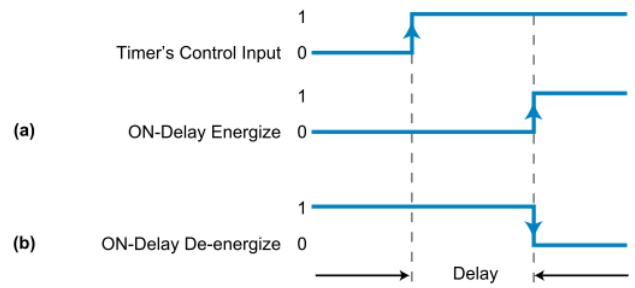 1
Timer's Control Input 0
1
(a) ON-Delay Energize 0
1
(b) ON-Delay De-energize 0
Delay